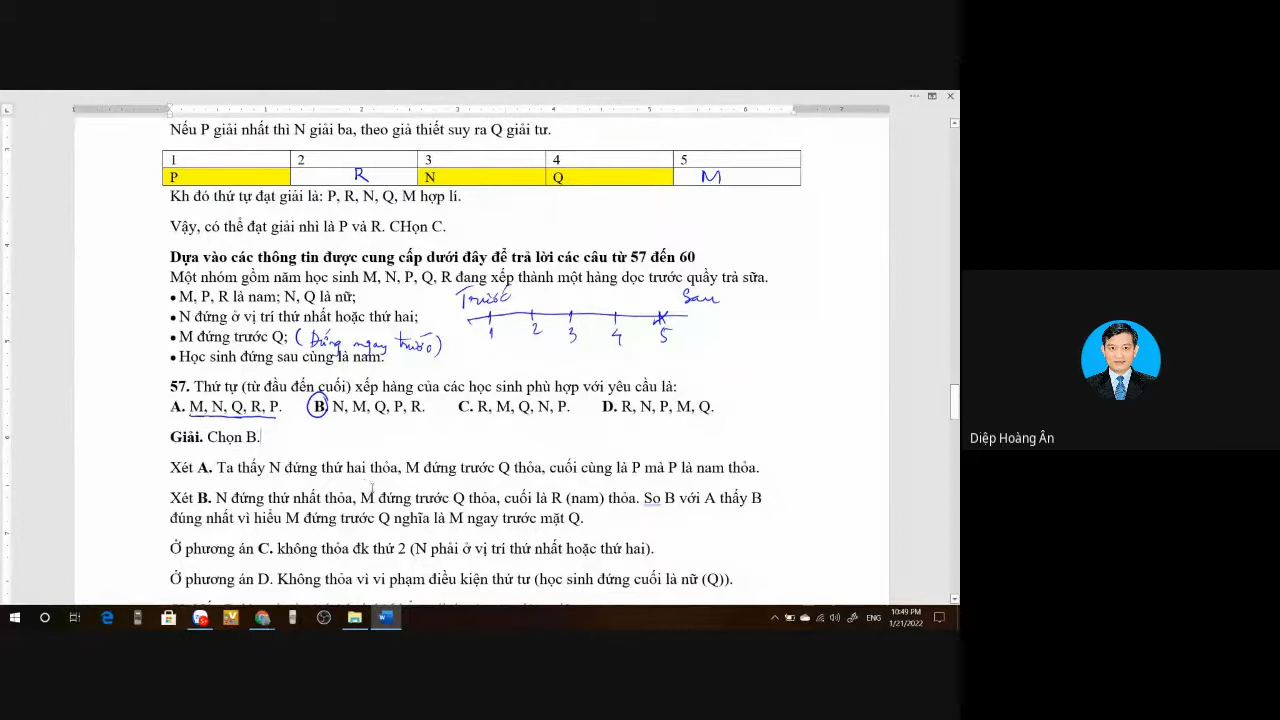 Nếu P giải nhất thì N giải ba, theo giả thiết suy ra Q giải tư.
1 2 3 4 5
P R N Q M
Kh đó thứ tự đạt giải là: P, R, N, Q, M hợp lí.
Vậy, có thể đạt giải nhì là P và R. CHọn C.
Dựa vào các thông tin được cung cấp dưới đây để trả lời các câu từ 57 đến 60
Một nhóm gồm năm học sinh M, N, P, Q, R đang xếp thành một hàng dọc trước quầy trả sữa.
• M, P, R là nam; N, Q là nữ;
Trước Sau
• N đứng ở vị trí thứ nhất hoặc thứ hai;
1 2 3 4 5
• M đứng trước Q; (Đứng ngay trước)
• Học sinh đứng sau cùng là nam.
57. Thứ tự (từ đầu đến cuối) xếp hàng của các học sinh phù hợp với yêu cầu là:
A. M, N, Q, R, P. B. N, M, Q, P, R. C. R, M, Q, N, P. D. R, N, P, M, Q.
Giải. Chọn B.
Xét A. Ta thấy N đứng thứ hai thỏa, M đứng trước Q thỏa, cuối cùng là P mà P là nam thỏa.
Xét B. N đứng thứ nhất thỏa, M đứng trước Q thỏa, cuối là R (nam) thỏa. So B với A thấy B
đúng nhất vì hiểu M đứng trước Q nghĩa là M ngay trước mặt Q.
Ở phương án C. không thỏa đk thứ 2 (N phải ở vị trí thứ nhất hoặc thứ hai).
Ở phương án D. Không thỏa vì vi phạm điều kiện thứ tư (học sinh đứng cuối là nữ (Q)).
Diệp Hoàng Ân
ENG
10:49 PM
1/21/2022